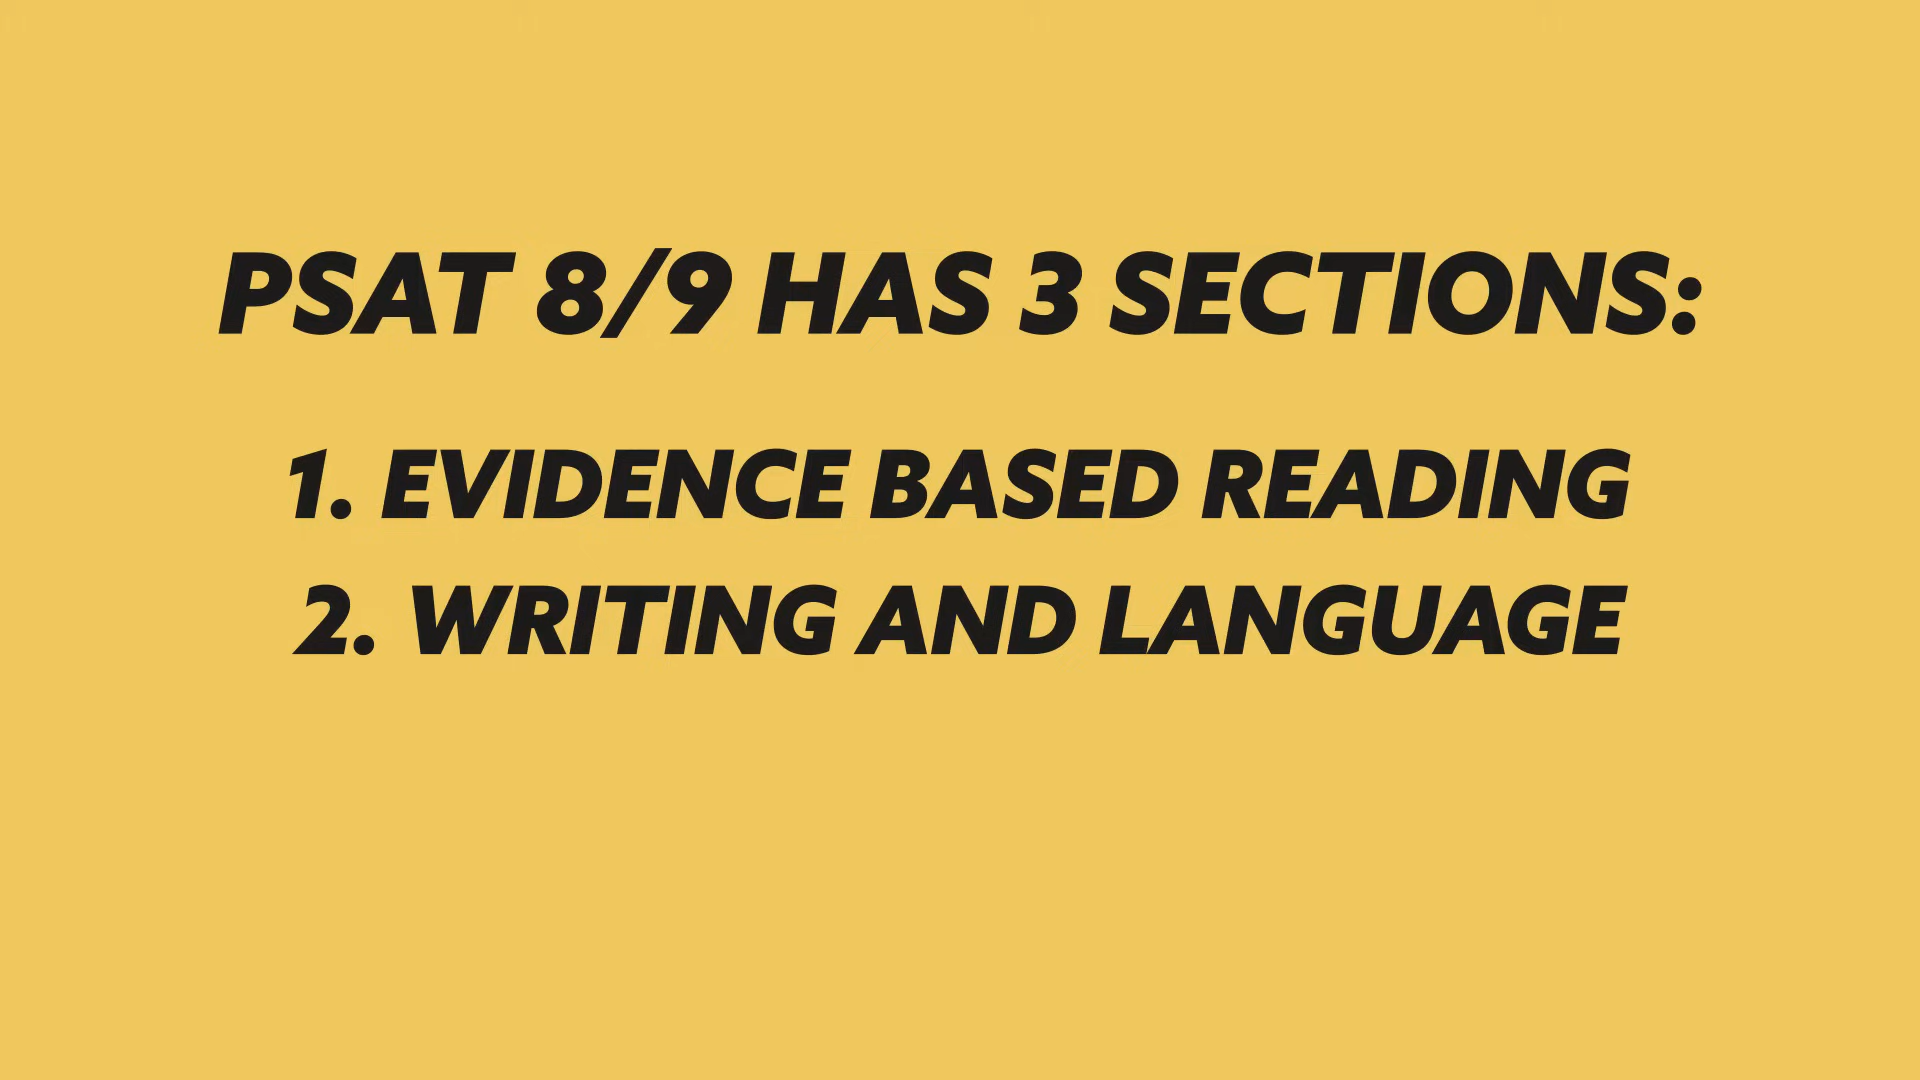 PSAT 8/9 HAS 3 SECTIONS:
1. EVIDENCE BASED READING
2. WRITING AND LANGUAGE